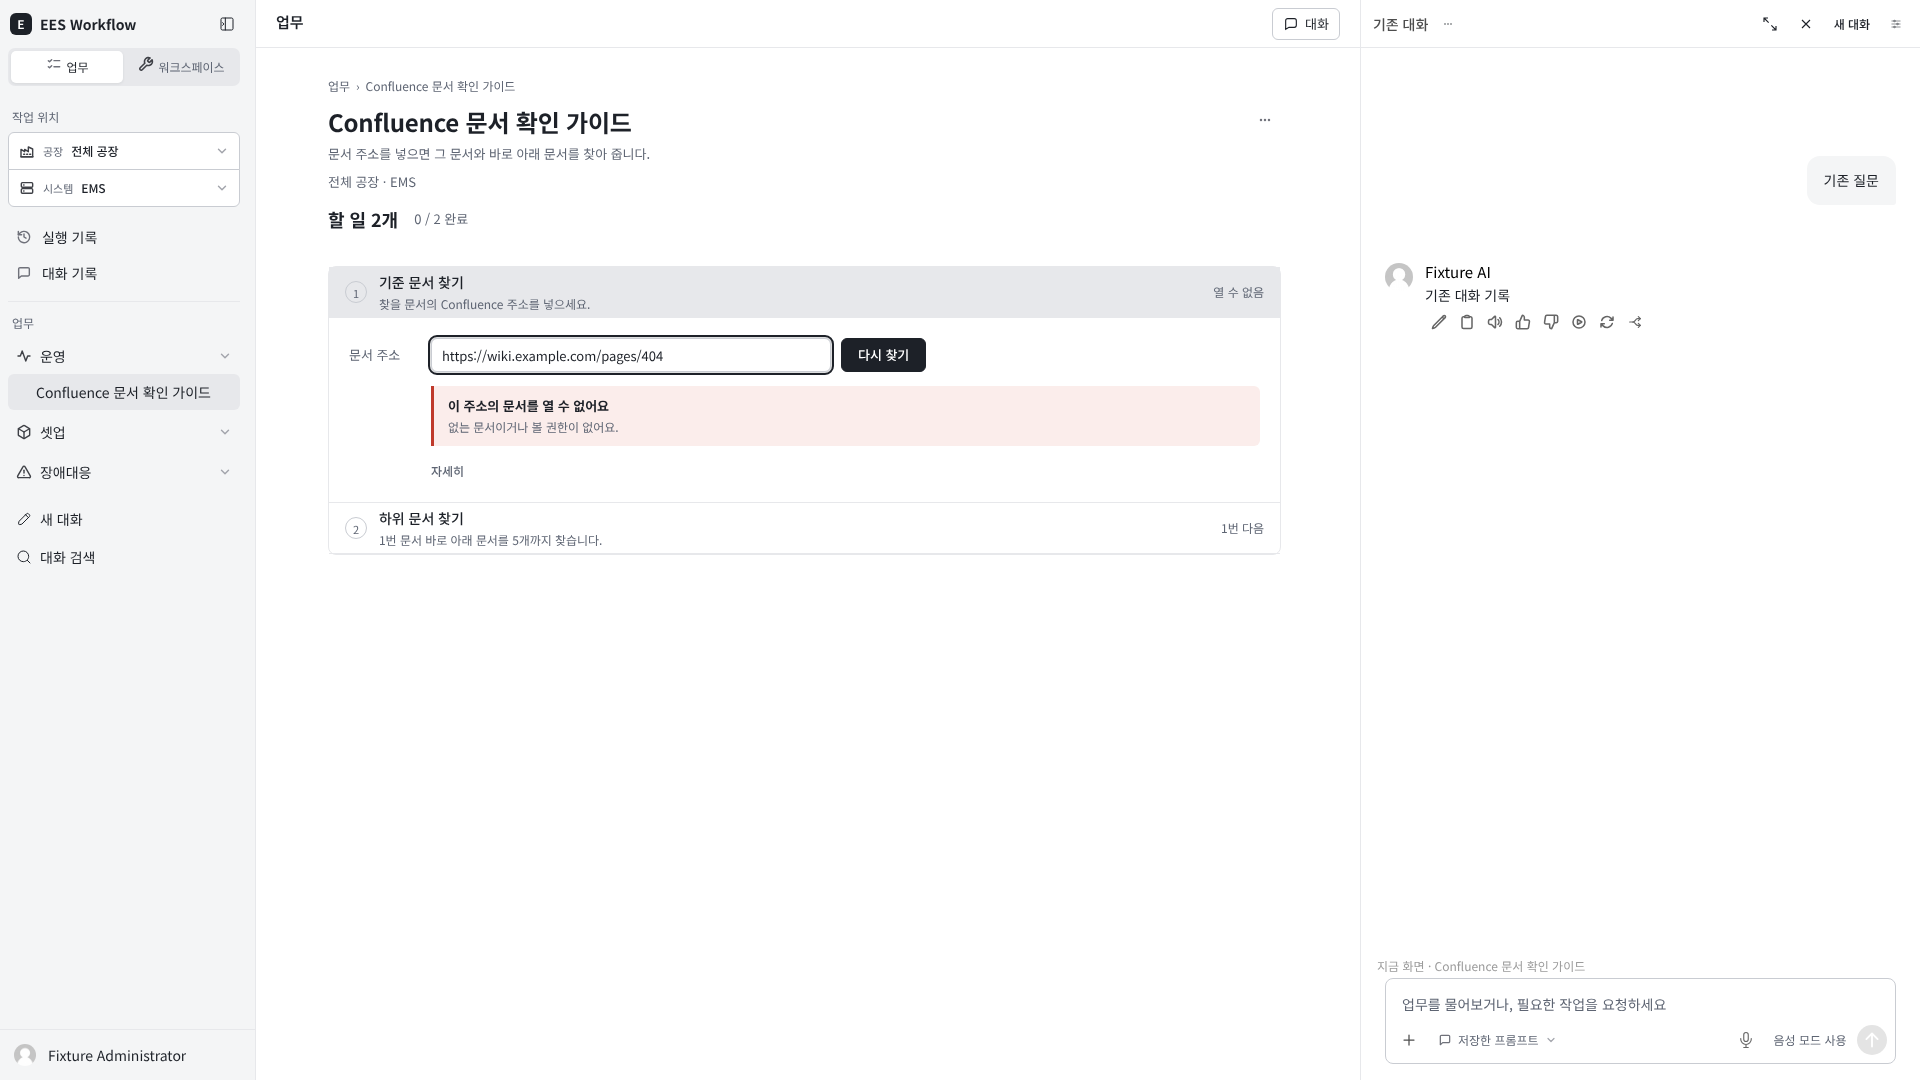 E EES Workflow
업무
워크스페이스
작업 위치
공장 전체 공장
시스템 EMS
실행 기록
대화 기록
업무
운영
Confluence 문서 확인 가이드
셋업
장애대응
새 대화
대화 검색
Fixture Administrator
업무
대화
업무 › Confluence 문서 확인 가이드
Confluence 문서 확인 가이드
문서 주소를 넣으면 그 문서와 바로 아래 문서를 찾아 줍니다.
전체 공장 · EMS
할 일 2개 0 / 2 완료
1 기준 문서 찾기
찾을 문서의 Confluence 주소를 넣으세요.
열 수 없음
문서 주소 https://wiki.example.com/pages/404 다시 찾기
이 주소의 문서를 열 수 없어요
없는 문서이거나 볼 권한이 없어요.
자세히
2 하위 문서 찾기
1번 문서 바로 아래 문서를 5개까지 찾습니다.
1번 다음
기존 대화 ···
새 대화
기존 질문
Fixture AI
기존 대화 기록
지금 화면 · Confluence 문서 확인 가이드
업무를 물어보거나, 필요한 작업을 요청하세요
저장한 프롬프트
음성 모드 사용